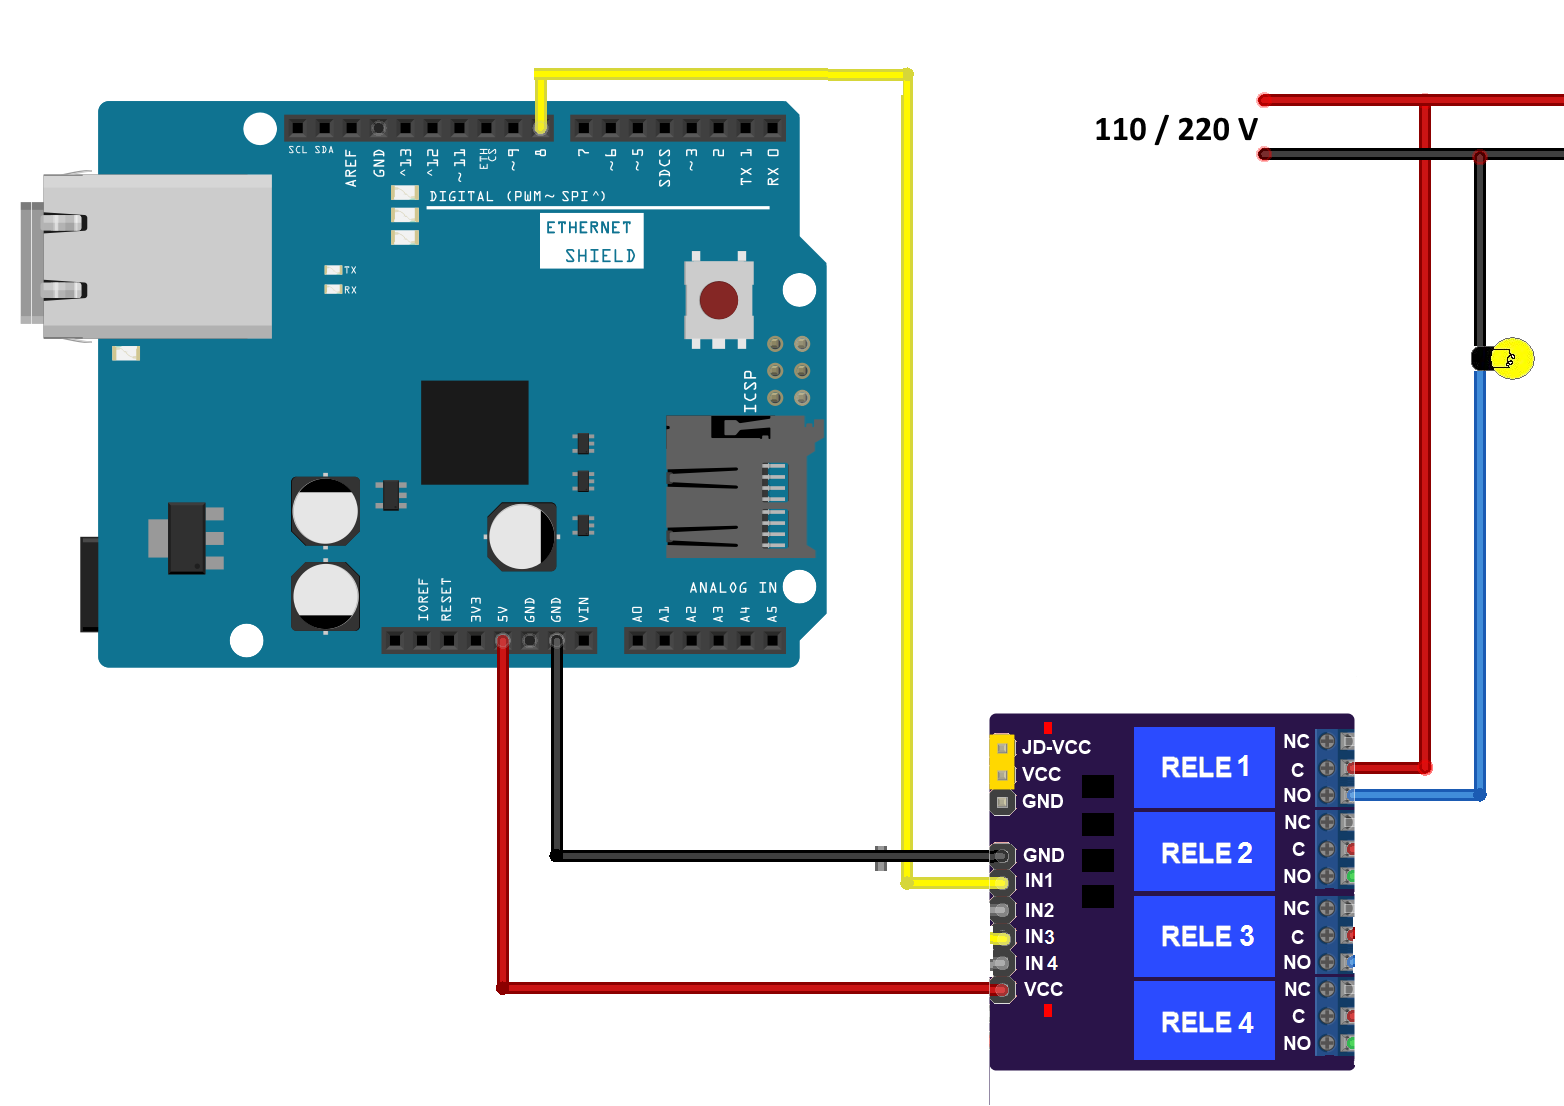 110 / 220 V
SCL SDA
AREF
GND
^13
^12
~11
ETH
CS
~9
8
7
~6
~5
SDCS
~3
2
TX 1
RX 0
DIGITAL (PWM~ SPI^)
ETHERNET
SHIELD
TX
RX
ICSP
ANALOG IN
IOREF
RESET
3V3
5V
GND
GND
VIN
A0
A1
A2
A3
A4
A5
JD-VCC
VCC
GND
GND
IN1
IN2
IN3
IN 4
VCC
RELE 1
NC
C
NO
RELE 2
NC
C
NO
RELE 3
NC
C
NO
RELE 4
NC
C
NO